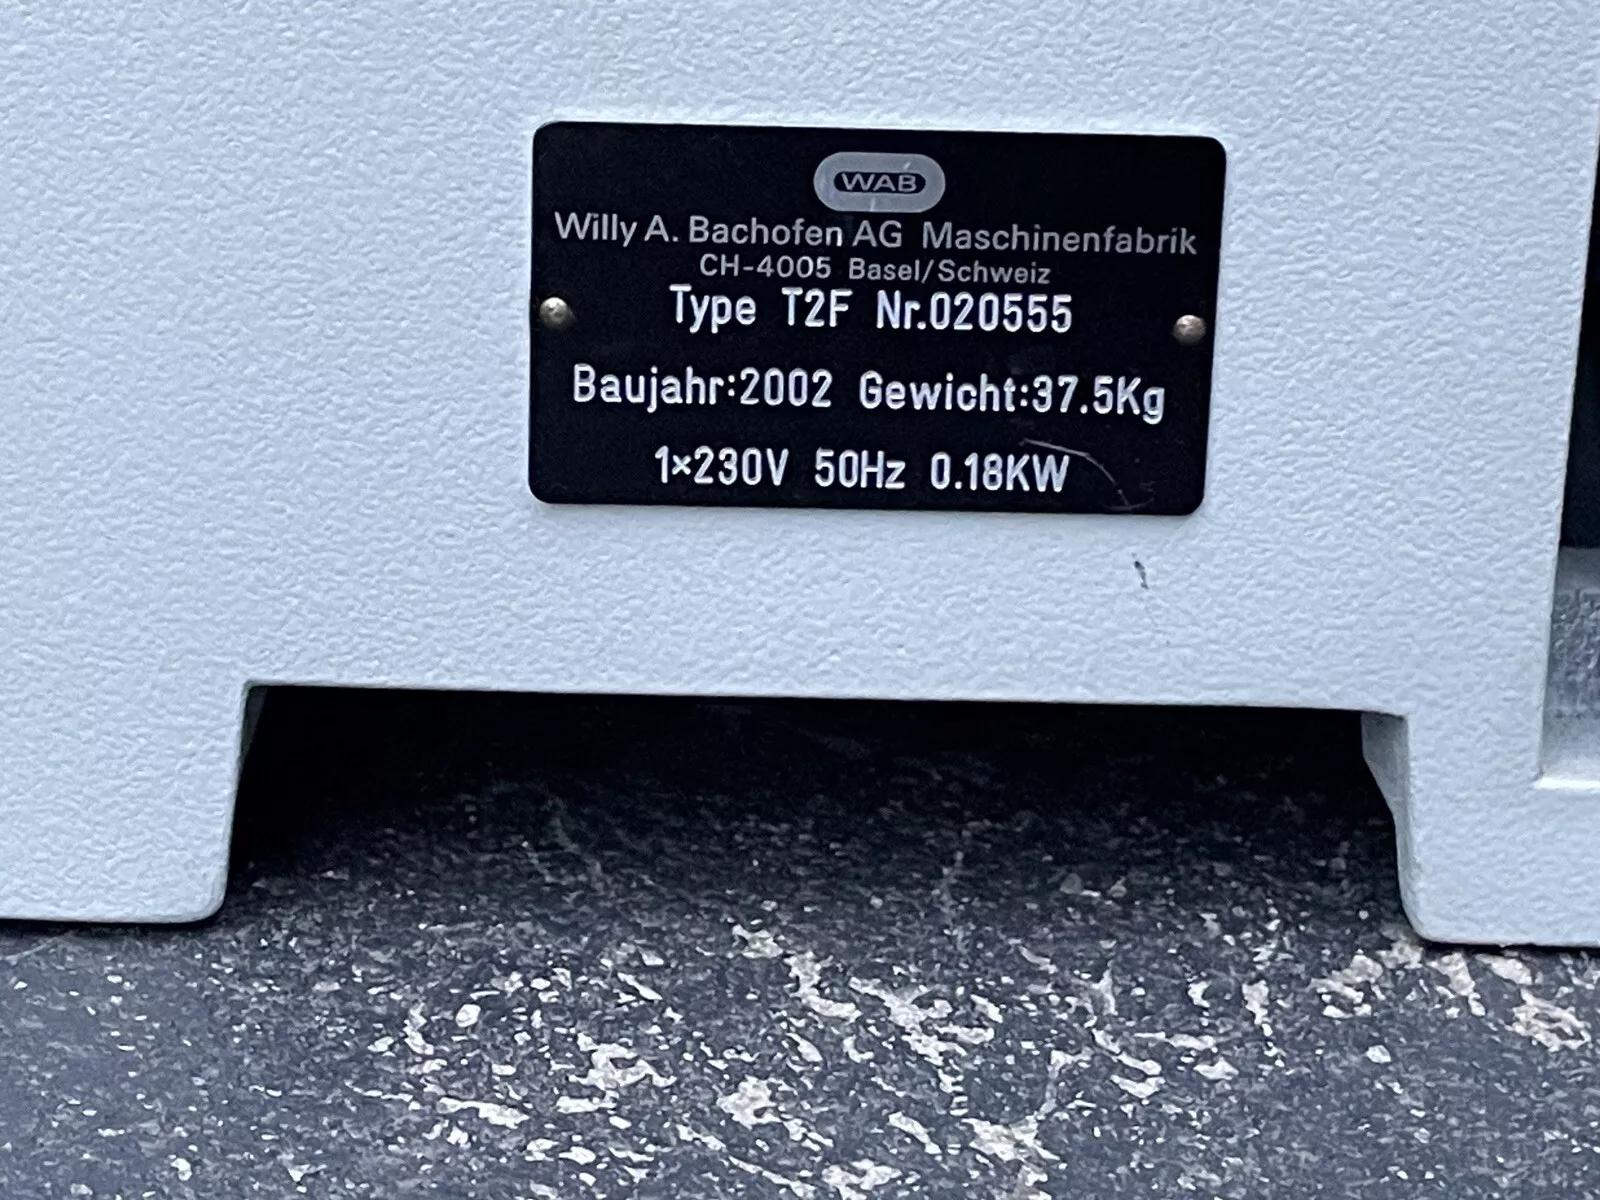 WAB
Willy A. Bachofen AG Maschinenfabrik
CH-4005 Basel/Schweiz
Type T2F Nr.020555
Baujahr:2002 Gewicht:37.5Kg
1×230V 50Hz 0.18KW